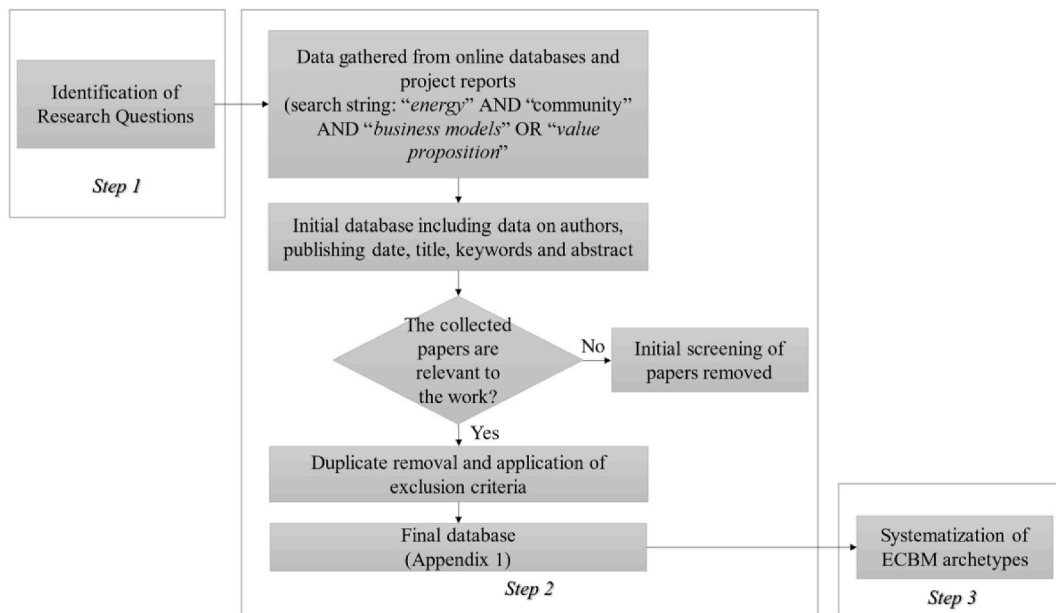 Identification of
Research Questions
Step 1
Data gathered from online databases and
project reports
(search string: “energy” AND “community”
AND “business models” OR “value
proposition”
Initial database including data on authors,
publishing date, title, keywords and abstract
The collected
papers are
relevant to
the work?
No
Initial screening of
papers removed
Yes
Duplicate removal and application of
exclusion criteria
Final database
(Appendix 1)
Step 2
Systematization of
ECBM archetypes
Step 3